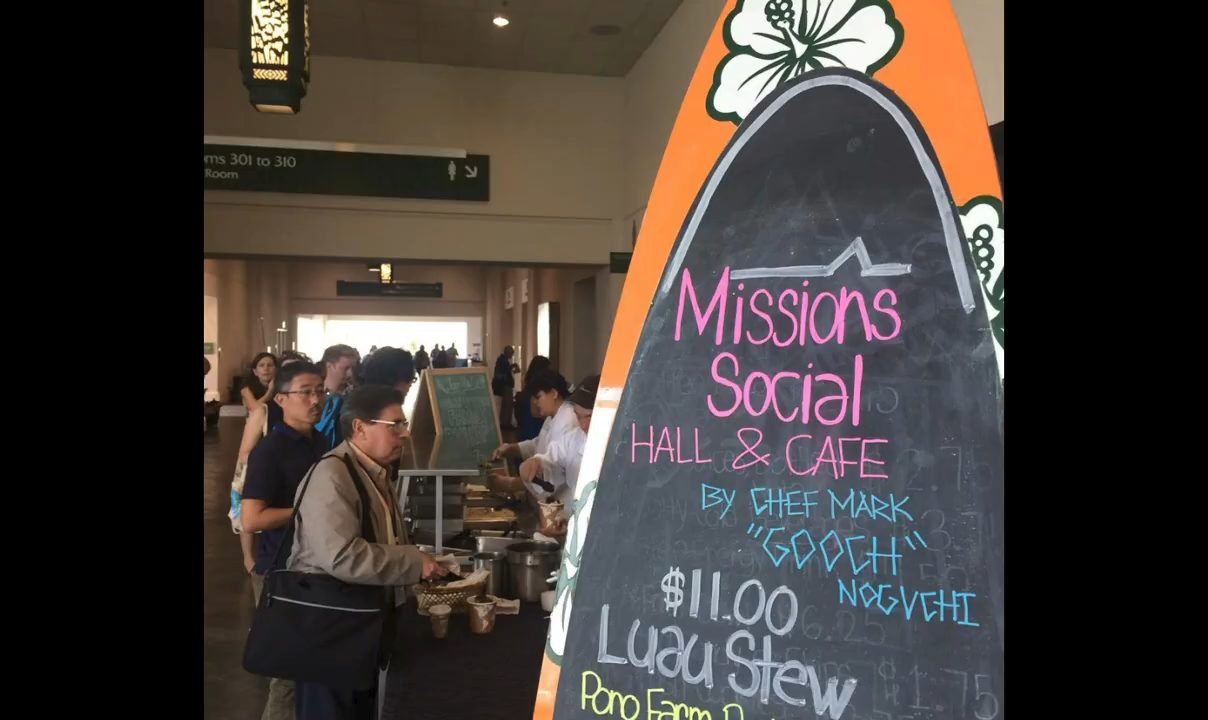 ms 301 to 310
Room
Missions
Social
HALL & CAFE
BY CHEF MARK
"GOOCH"
NOGUCHI
$11.00
Luau Stew
Pono Farm